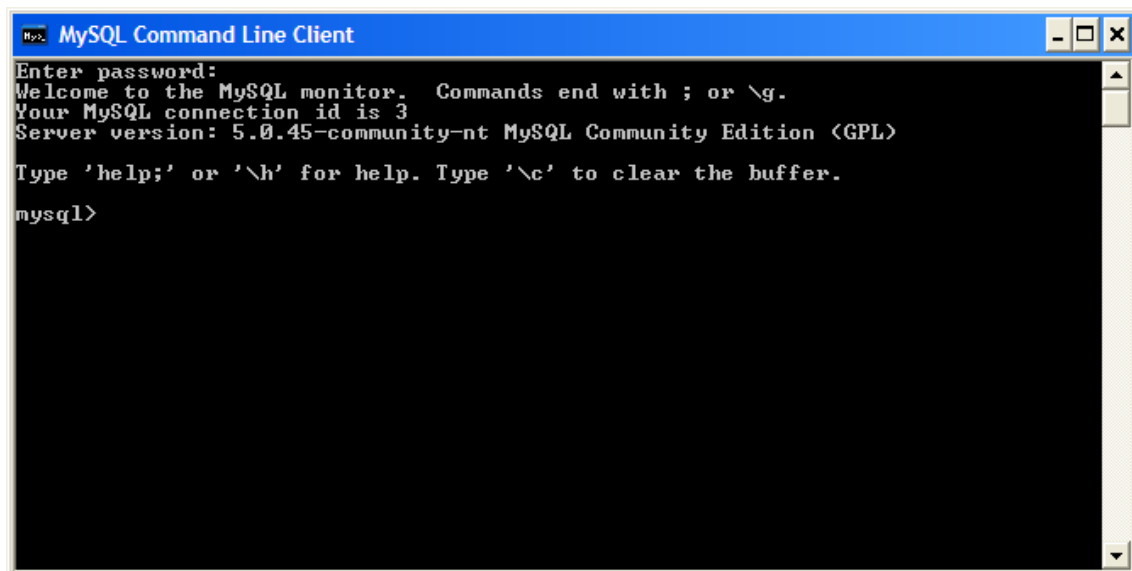 MySQL Command Line Client
Enter password:
Welcome to the MySQL monitor.  Commands end with ; or \g.
Your MySQL connection id is 3
Server version: 5.0.45-community-nt MySQL Community Edition (GPL)
Type 'help;' or '\h' for help. Type '\c' to clear the buffer.
mysql>